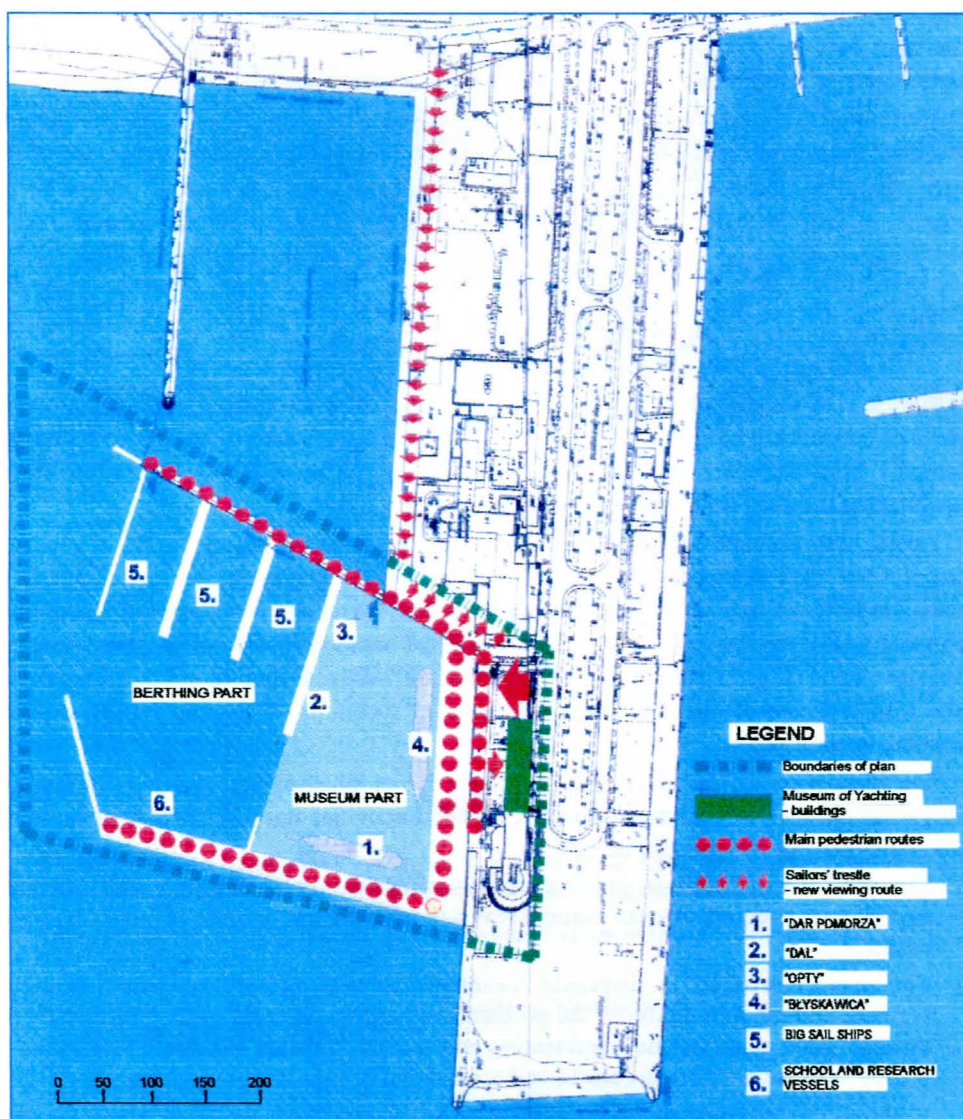 5.
5.
5.
3.
BERTHING PART
2.
4.
MUSEUM PART
6.
1.
LEGEND
Boundaries of plan
Museum of Yachting
- buildings
Main pedestrian routes
Sailors' trestle
- new viewing route
1. "DAR POMORZA"
2. "DAL"
3. "OPTY"
4. "BŁYSKAWICA"
5. BIG SAIL SHIPS
6. SCHOOL AND RESEARCH
VESSELS
0 50 100 150 200